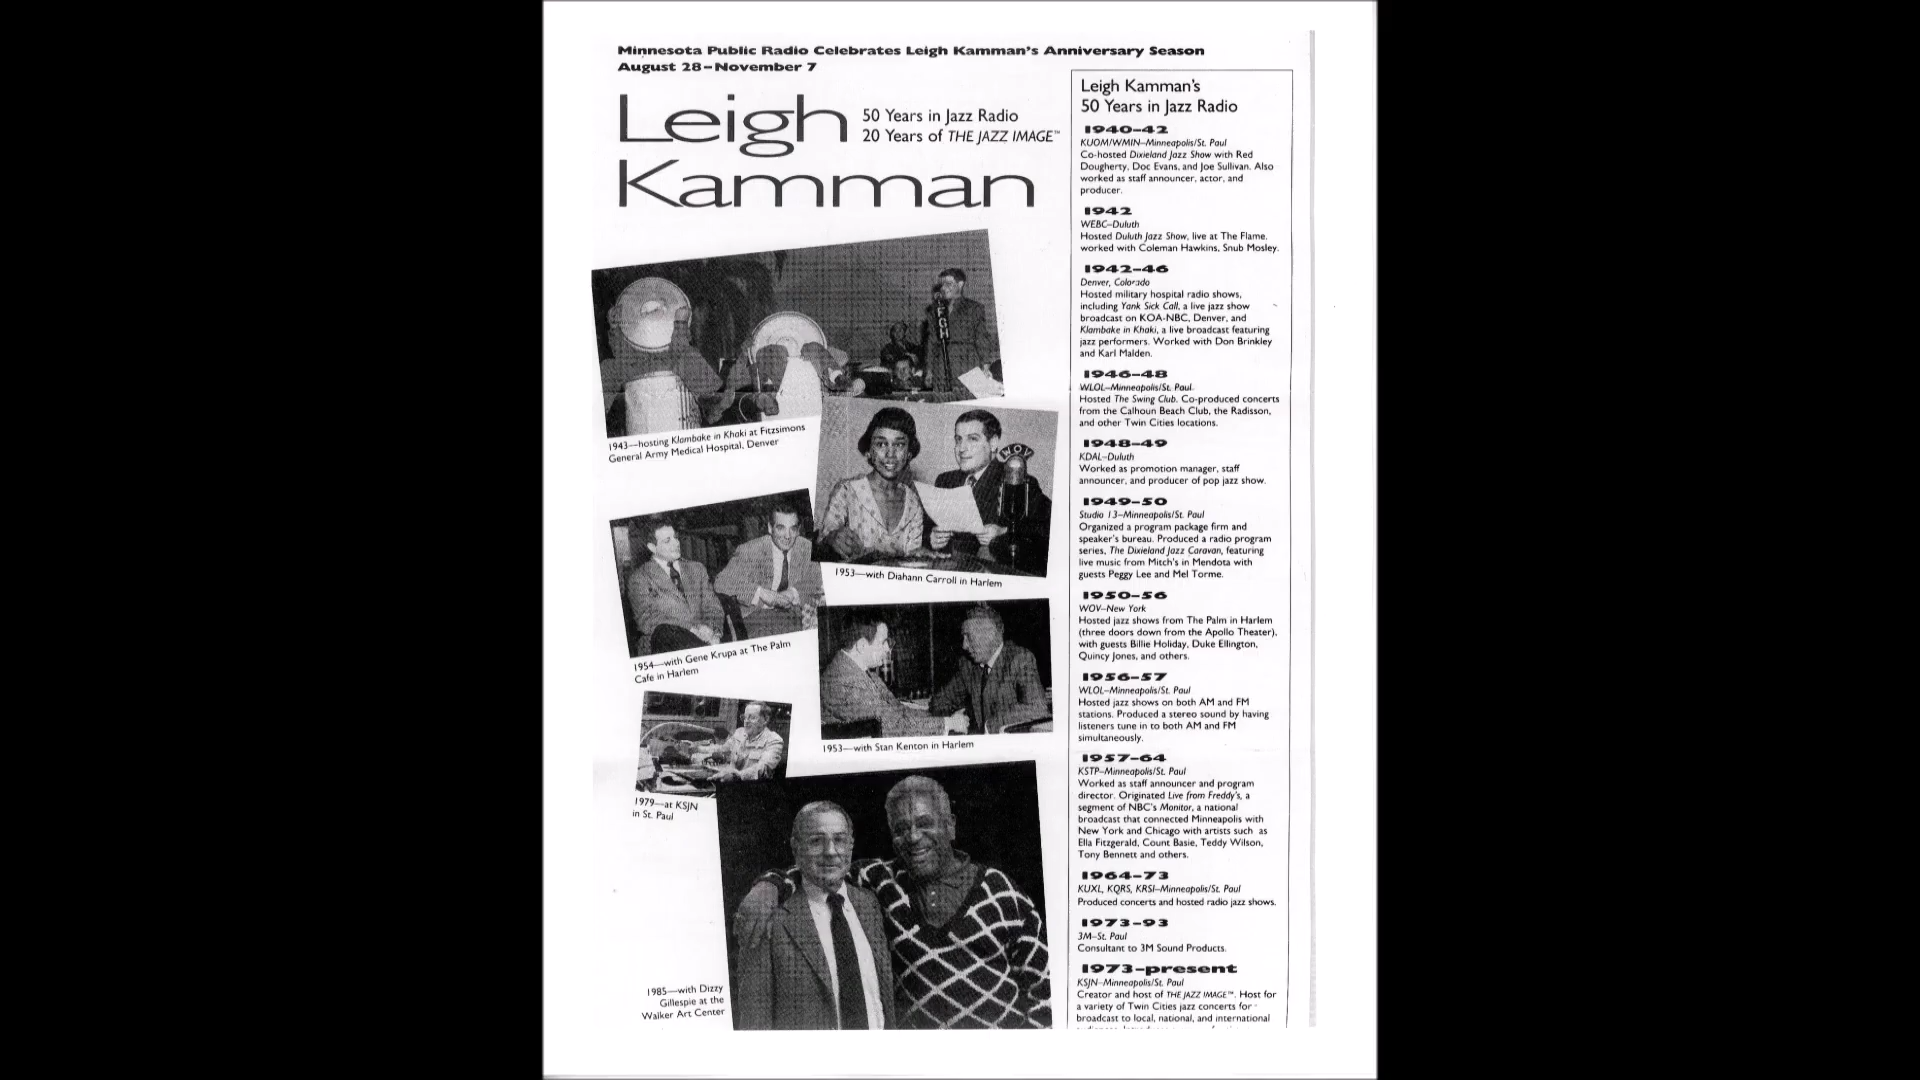 Minnesota Public Radio Celebrates Leigh Kamman's Anniversary Season
August 28–November 7
Leigh
Kamman
50 Years in Jazz Radio
20 Years of THE JAZZ IMAGE™
FGH
1943—hosting Klambake in Khaki at Fitzsimons
General Army Medical Hospital, Denver
WOV
1953—with Diahann Carroll in Harlem
1954—with Gene Krupa at The Palm
Cafe in Harlem
1953—with Stan Kenton in Harlem
1979—at KSJN
in St. Paul
1985—with Dizzy
Gillespie at the
Walker Art Center
Leigh Kamman's
50 Years in Jazz Radio
1940–42
KUOM/WMIN–Minneapolis/St. Paul
Co-hosted Dixieland Jazz Show with Red
Dougherty, Doc Evans, and Joe Sullivan. Also
worked as staff announcer, actor, and
producer.
1942
WEBC–Duluth
Hosted Duluth Jazz Show, live at The Flame,
worked with Coleman Hawkins, Snub Mosley.
1942–46
Denver, Colorado
Hosted military hospital radio shows,
including Yank Sick Call, a live jazz show
broadcast on KOA-NBC, Denver, and
Klambake in Khaki, a live broadcast featuring
jazz performers. Worked with Don Brinkley
and Karl Malden.
1946–48
WLOL–Minneapolis/St. Paul
Hosted The Swing Club. Co-produced concerts
from the Calhoun Beach Club, the Radisson,
and other Twin Cities locations.
1948–49
KDAL–Duluth
Worked as promotion manager, staff
announcer, and producer of pop jazz show.
1949–50
Studio 13–Minneapolis/St. Paul
Organized a program package firm and
speaker's bureau. Produced a radio program
series, The Dixieland Jazz Caravan, featuring
live music from Mitch's in Mendota with
guests Peggy Lee and Mel Torme.
1950–56
WOV–New York
Hosted jazz shows from The Palm in Harlem
(three doors down from the Apollo Theater),
with guests Billie Holiday, Duke Ellington,
Quincy Jones, and others.
1956–57
WLOL–Minneapolis/St. Paul
Hosted jazz shows on both AM and FM
stations. Produced a stereo sound by having
listeners tune in to both AM and FM
simultaneously.
1957–64
KSTP–Minneapolis/St. Paul
Worked as staff announcer and program
director. Originated Live from Freddy's, a
segment of NBC's Monitor, a national
broadcast that connected Minneapolis with
New York and Chicago with artists such as
Ella Fitzgerald, Count Basie, Teddy Wilson,
Tony Bennett and others.
1964–73
KUXL, KQRS, KRSI–Minneapolis/St. Paul
Produced concerts and hosted radio jazz shows.
1973–93
3M–St. Paul
Consultant to 3M Sound Products.
1973–present
KSJN–Minneapolis/St. Paul
Creator and host of THE JAZZ IMAGE™. Host for
a variety of Twin Cities jazz concerts for
broadcast to local, national, and international